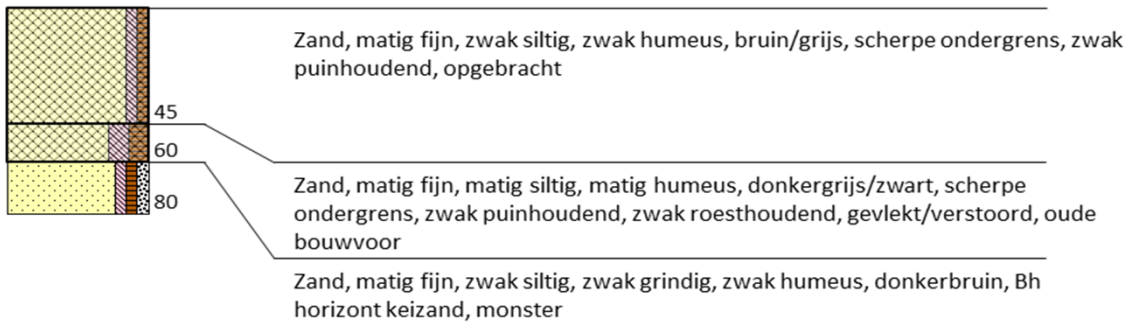 Zand, matig fijn, zwak siltig, zwak humeus, bruin/grijs, scherpe ondergrens, zwak
puinhoudend, opgebracht
45
60
Zand, matig fijn, matig siltig, matig humeus, donkergrijs/zwart, scherpe
ondergrens, zwak puinhoudend, zwak roesthoudend, gevlekt/verstoord, oude
bouwvoor
80
Zand, matig fijn, zwak siltig, zwak grindig, zwak humeus, donkerbruin, Bh
horizont keizand, monster